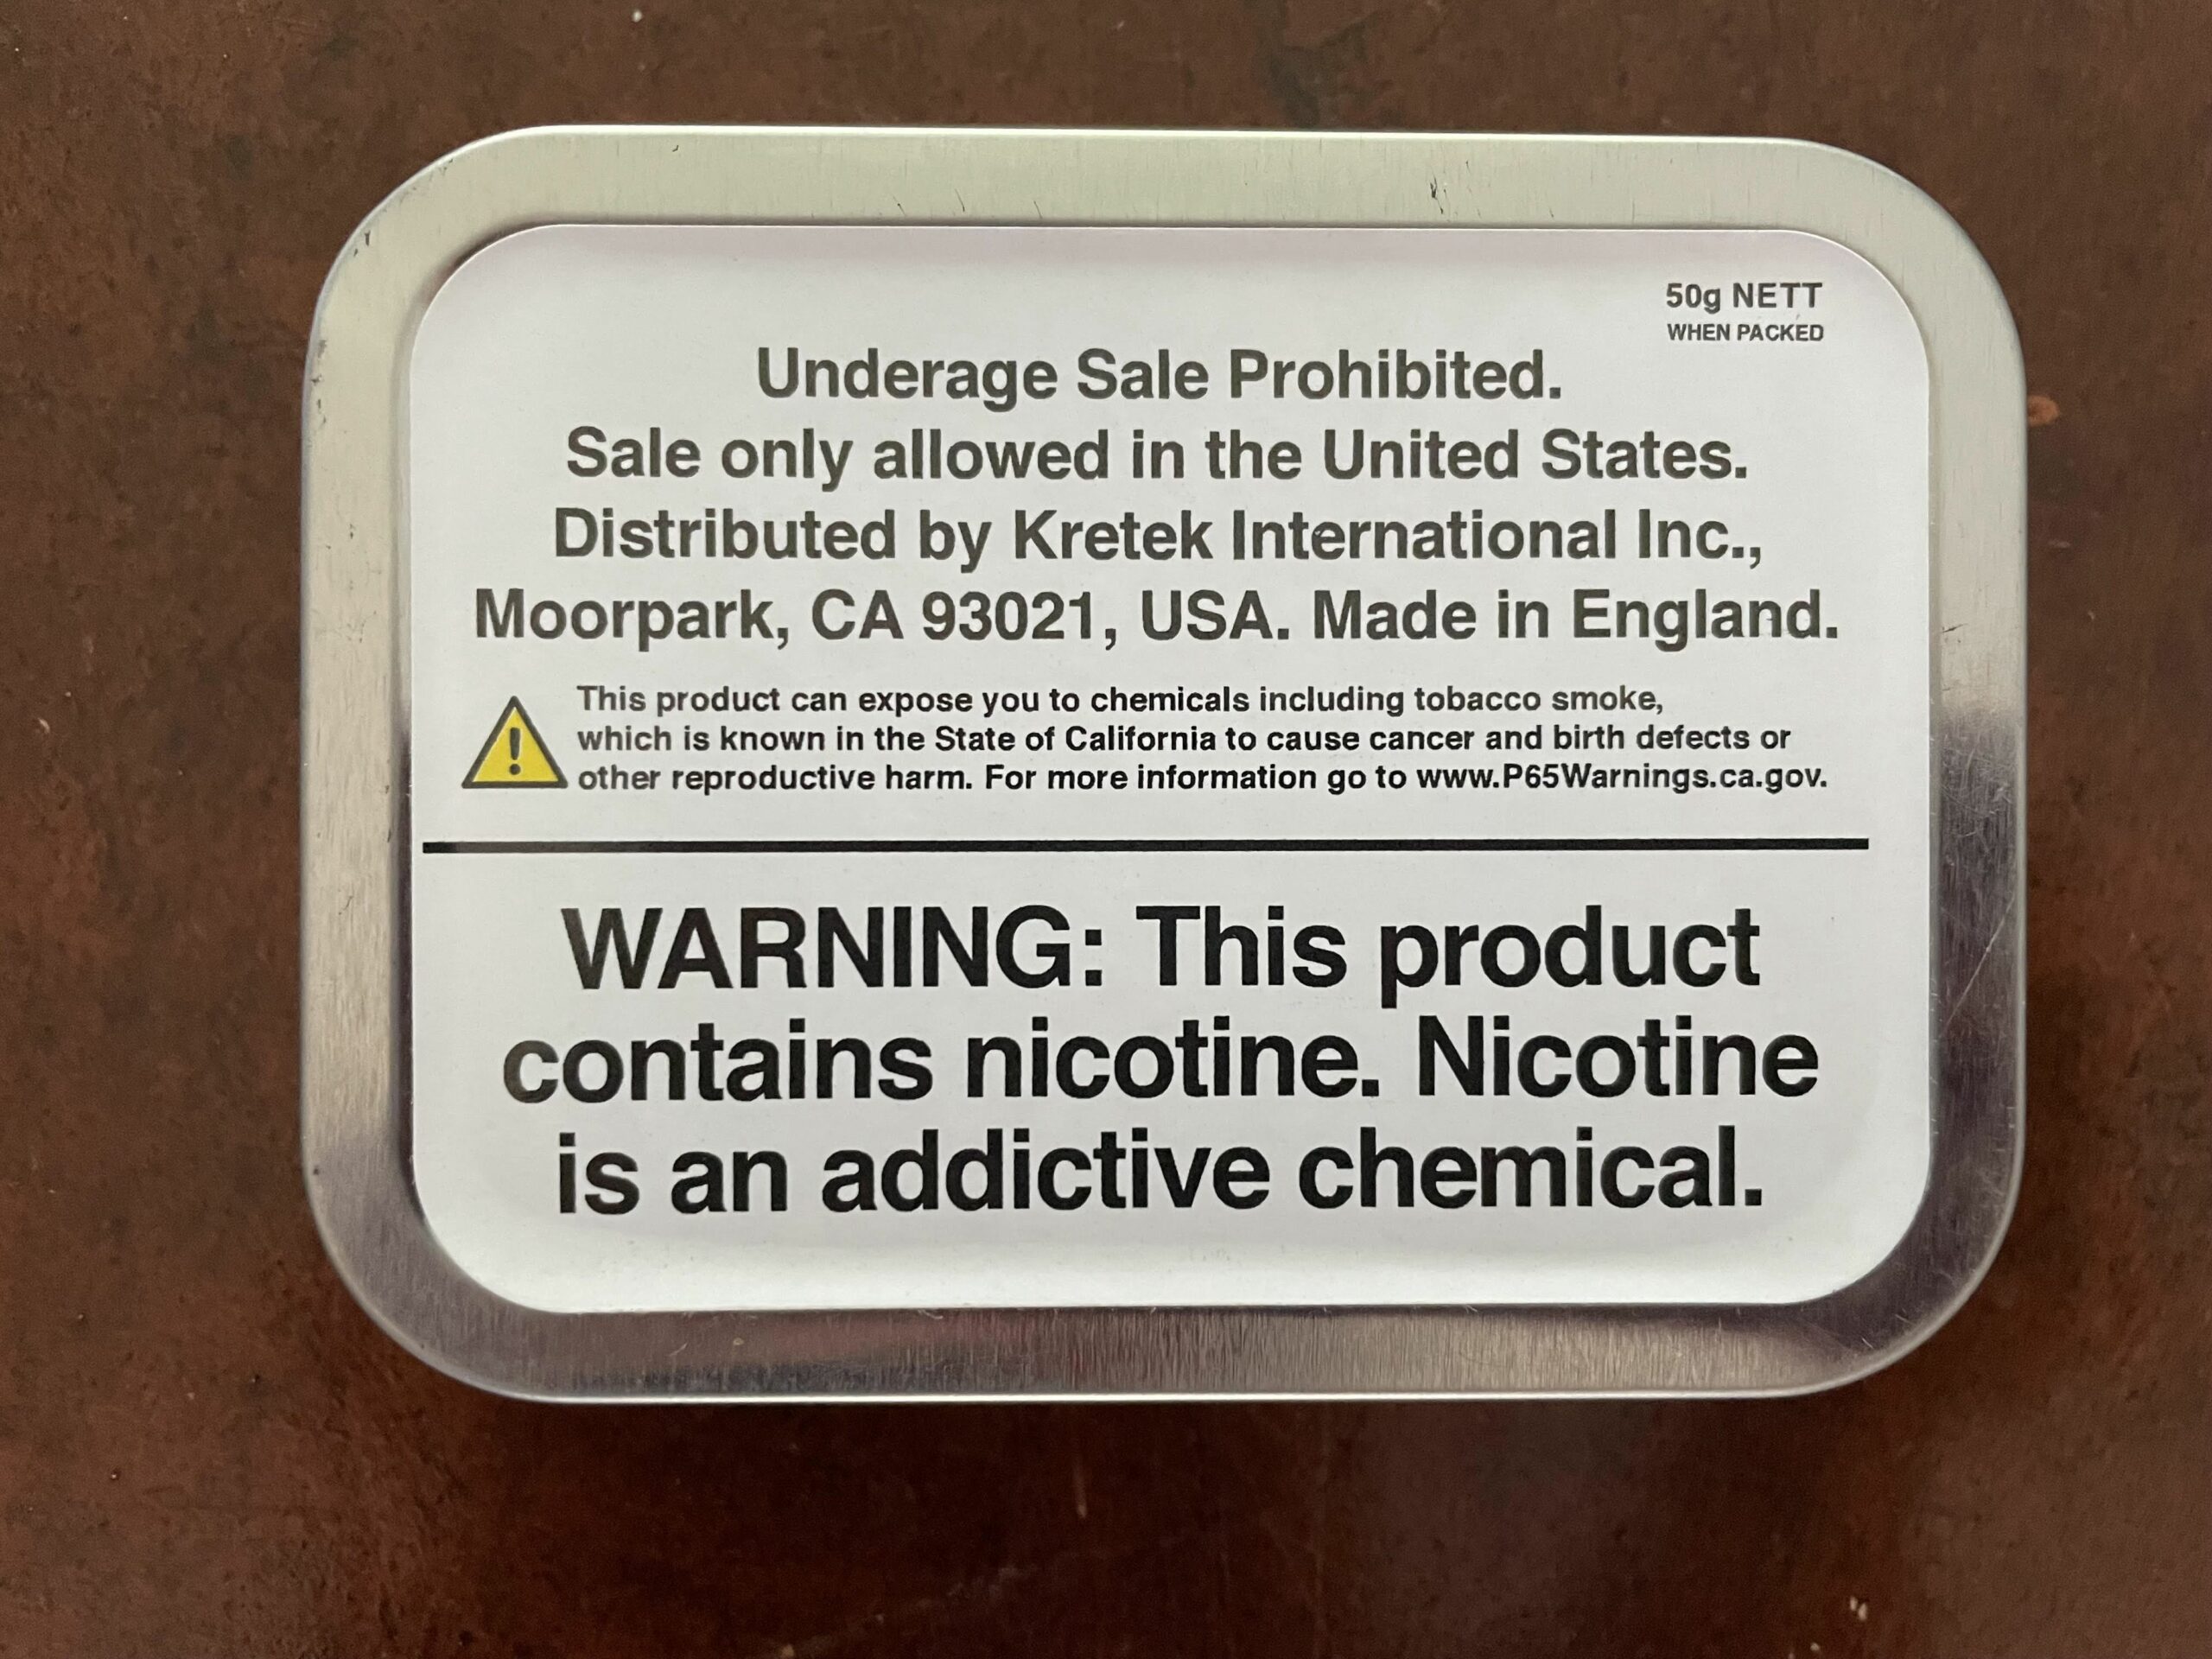 50g NETT
WHEN PACKED
Underage Sale Prohibited.
Sale only allowed in the United States.
Distributed by Kretek International Inc.,
Moorpark, CA 93021, USA. Made in England.
This product can expose you to chemicals including tobacco smoke,
which is known in the State of California to cause cancer and birth defects or
other reproductive harm. For more information go to www.P65Warnings.ca.gov.
WARNING: This product
contains nicotine. Nicotine
is an addictive chemical.